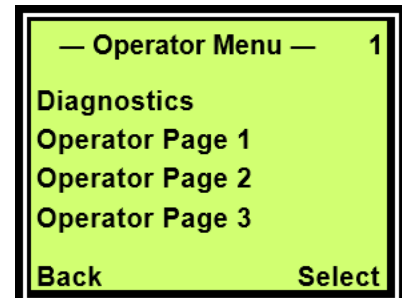 — Operator Menu — 1
Diagnostics
Operator Page 1
Operator Page 2
Operator Page 3
Back Select